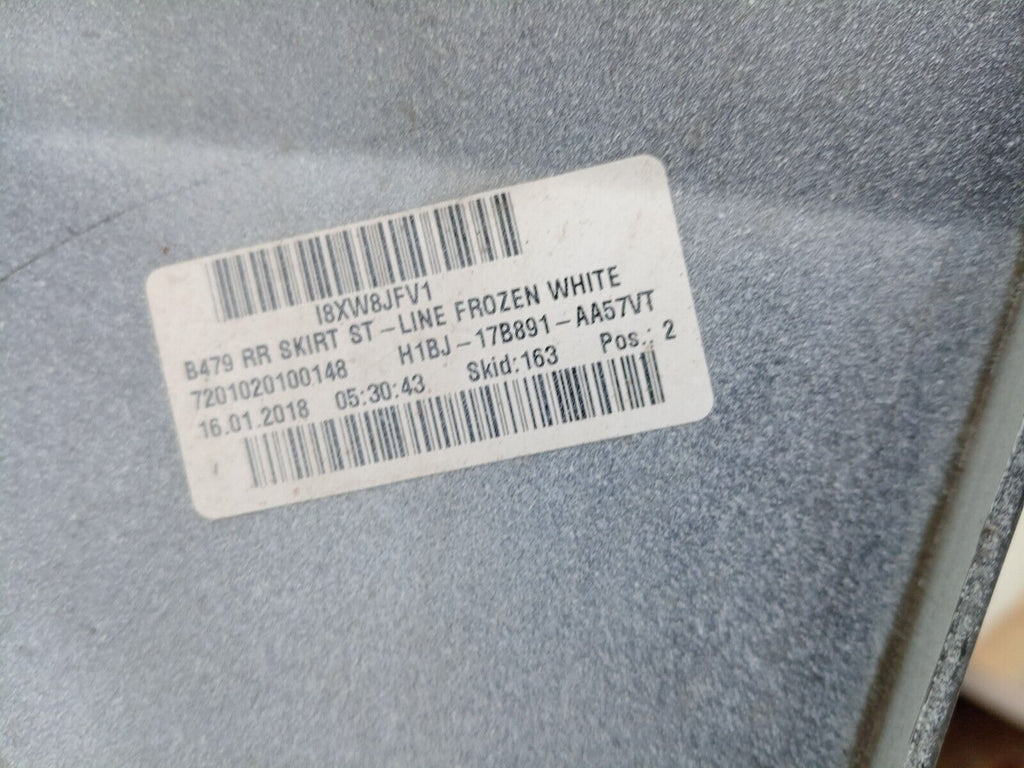 I8XW8JFV1
B479 RR SKIRT ST-LINE FROZEN WHITE
7201020100148 H1BJ-17B891-AA57VT
16.01.2018 05:30:43 Skid:163 Pos.: 2